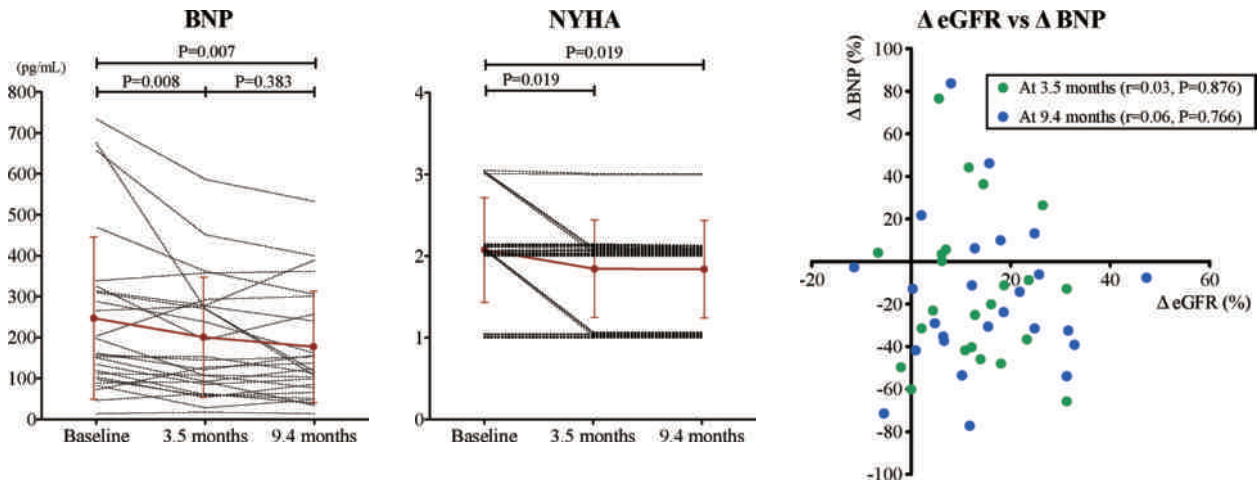 BNP
P=0.007
(pg/mL)
P=0.008
P=0.383
800
700
600
500
400
300
200
100
0
Baseline 3.5 months 9.4 months
NYHA
P=0.019
P=0.019
4
3
2
1
0
Baseline 3.5 months 9.4 months
Δ eGFR vs Δ BNP
Δ BNP (%)
100
80
60
40
20
-20
-40
-60
-80
-100
-20 20 40 60
Δ eGFR (%)
At 3.5 months (r=0.03, P=0.876)
At 9.4 months (r=0.06, P=0.766)